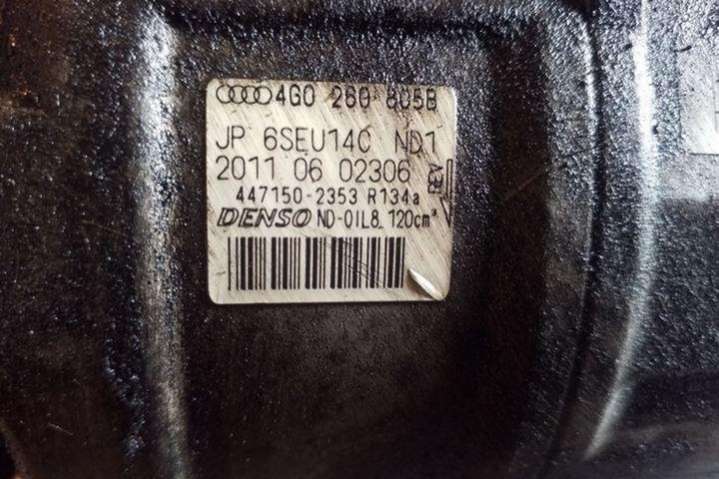 4G0 260 805B
JP 6SEU14C ND1
2011 06 02306
447150-2353 R134a
DENSO ND-OIL8 120cm³